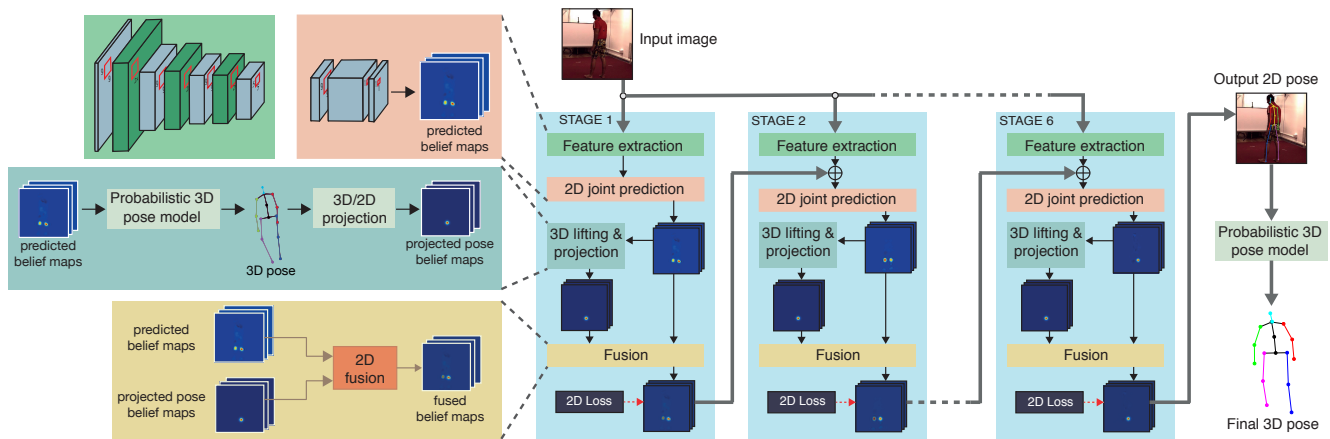 Input image
Output 2D pose
predicted
belief maps
STAGE 1
STAGE 2
STAGE 6
Feature extraction
Feature extraction
Feature extraction
2D joint prediction
2D joint prediction
2D joint prediction
Probabilistic 3D
pose model
3D/2D
projection
predicted
belief maps
3D pose
projected pose
belief maps
3D lifting &
projection
3D lifting &
projection
3D lifting &
projection
Probabilistic 3D
pose model
predicted
belief maps
projected pose
belief maps
2D
fusion
fused
belief maps
Fusion
Fusion
Fusion
2D Loss
2D Loss
2D Loss
Final 3D pose